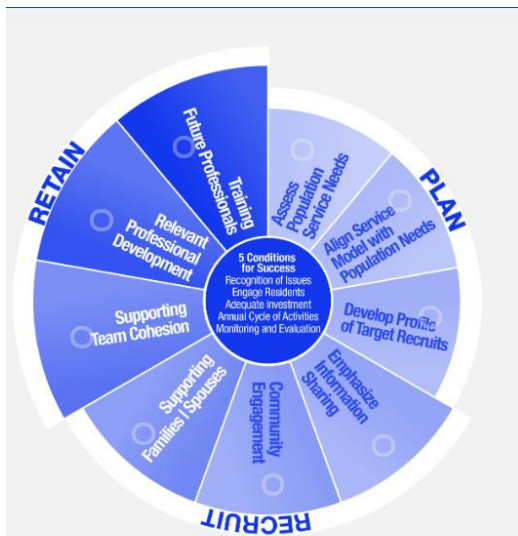 PLAN
Assess
Population
Service Needs
Align Service
Model with
Population Needs
Develop Profile
of Target Recruits
RECRUIT
Emphasize
Information
Sharing
Community
Engagement
Supporting
Families | Spouses
RETAIN
Supporting
Team Cohesion
Relevant
Professional
Development
Training
Future Professionals
5 Conditions
for Success
Recognition of Issues
Engage Residents
Adequate Investment
Annual Cycle of Activities
Monitoring and Evaluation